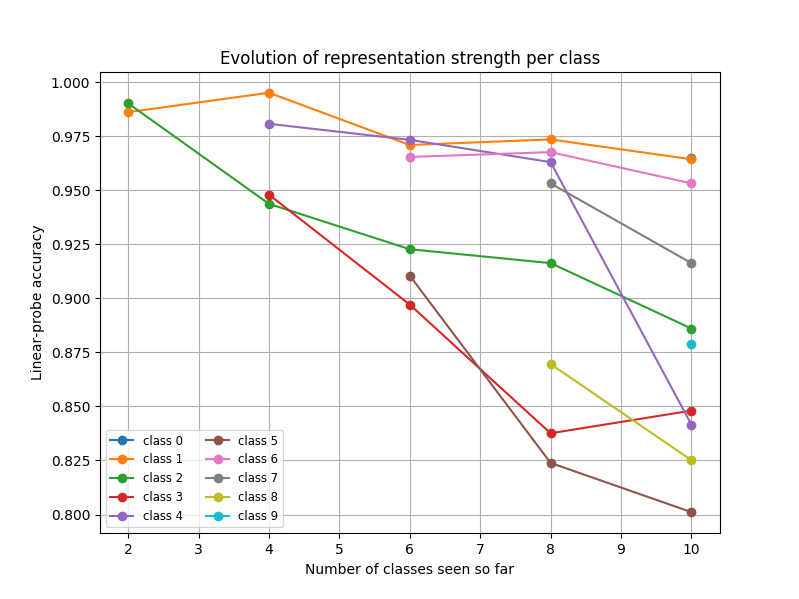 Evolution of representation strength per class
1.000
0.975
0.950
0.925
0.900
0.875
0.850
0.825
0.800
Linear-probe accuracy
class 0
class 1
class 2
class 3
class 4
class 5
class 6
class 7
class 8
class 9
2 3 4 5 6 7 8 9 10
Number of classes seen so far